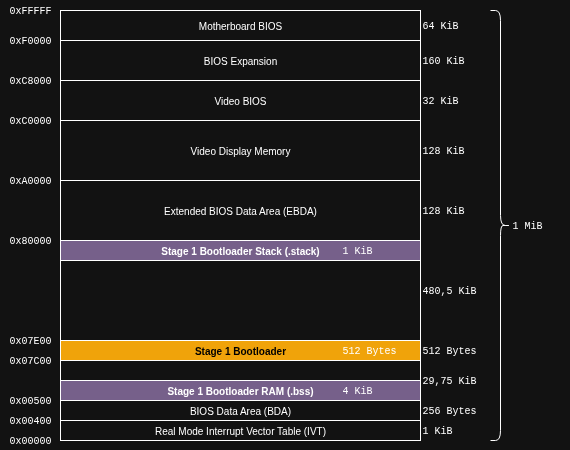 0xFFFFF
Motherboard BIOS 64 KiB
0xF0000
BIOS Expansion 160 KiB
0xC8000
Video BIOS 32 KiB
0xC0000
Video Display Memory 128 KiB
0xA0000
Extended BIOS Data Area (EBDA) 128 KiB
1 MiB
0x80000
Stage 1 Bootloader Stack (.stack) 1 KiB
480,5 KiB
0x07E00
Stage 1 Bootloader 512 Bytes 512 Bytes
0x07C00
29,75 KiB
Stage 1 Bootloader RAM (.bss) 4 KiB
0x00500
BIOS Data Area (BDA) 256 Bytes
0x00400
Real Mode Interrupt Vector Table (IVT) 1 KiB
0x00000